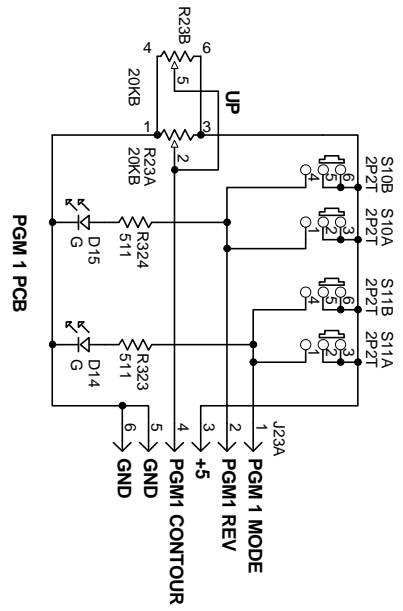 S10B
2P2T
6
5
4
S10A
2P2T
3
2
1
S11B
2P2T
6
5
4
S11A
2P2T
3
2
1
J23A
1
PGM 1 MODE
2
PGM1 REV
3
+5
4
PGM1 CONTOUR
5
GND
6
GND
UP
6
5
4
R23B
20KB
3
2
1
R23A
20KB
R324
511
D15
G
R323
511
D14
G
PGM 1 PCB